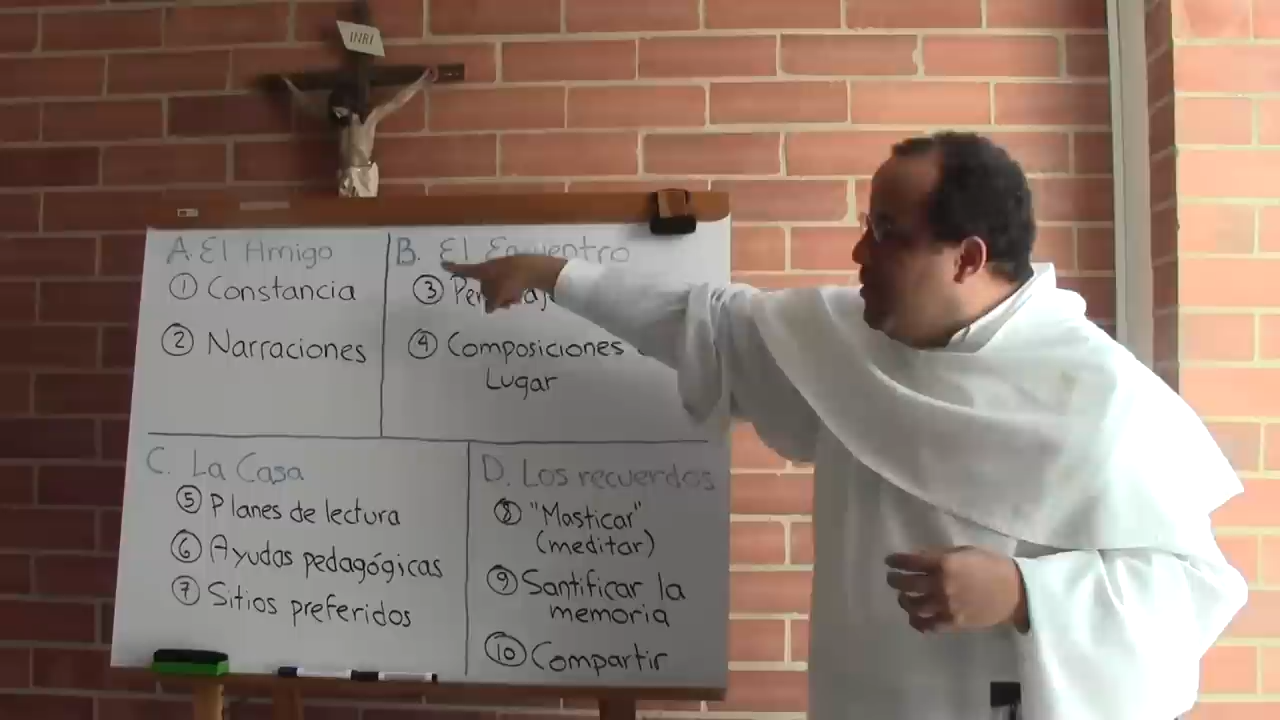 INRI
A. El Amigo
① Constancia
② Narraciones
B. El Encuentro
③
④ Composiciones
Lugar
C. La Casa
⑤ Planes de lectura
⑥ Ayudas pedagógicas
⑦ Sitios preferidos
D. Los recuerdos
⑧ "Masticar"
(meditar)
⑨ Santificar la
memoria
⑩ Compartir